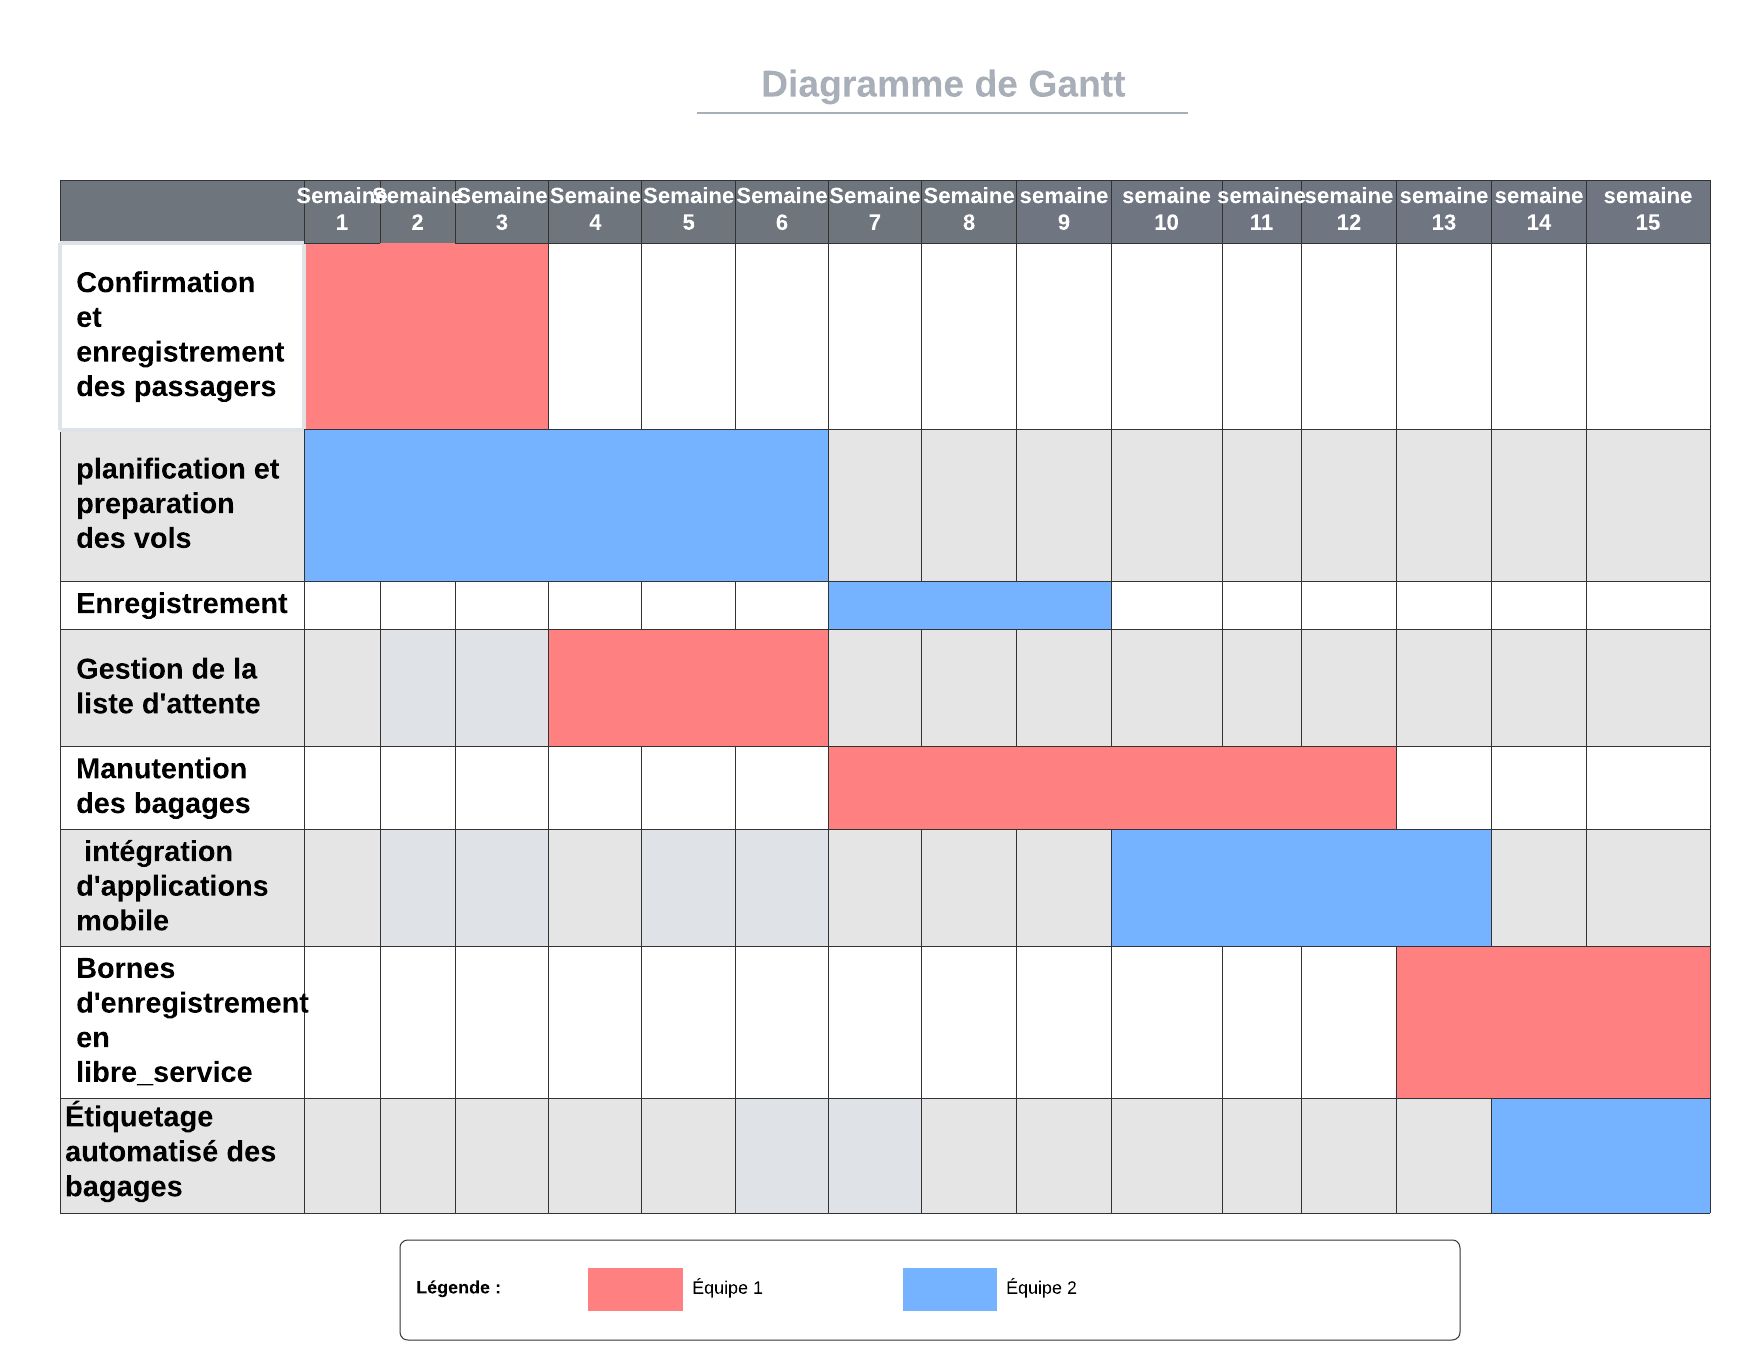 Diagramme de Gantt
Semaine Semaine Semaine Semaine Semaine Semaine Semaine Semaine semaine semaine semaine semaine semaine semaine semaine
1 2 3 4 5 6 7 8 9 10 11 12 13 14 15
Confirmation
et
enregistrement
des passagers
planification et
preparation
des vols
Enregistrement
Gestion de la
liste d'attente
Manutention
des bagages
intégration
d'applications
mobile
Bornes
d'enregistrement
en
libre_service
Étiquetage
automatisé des
bagages
Légende : Équipe 1 Équipe 2